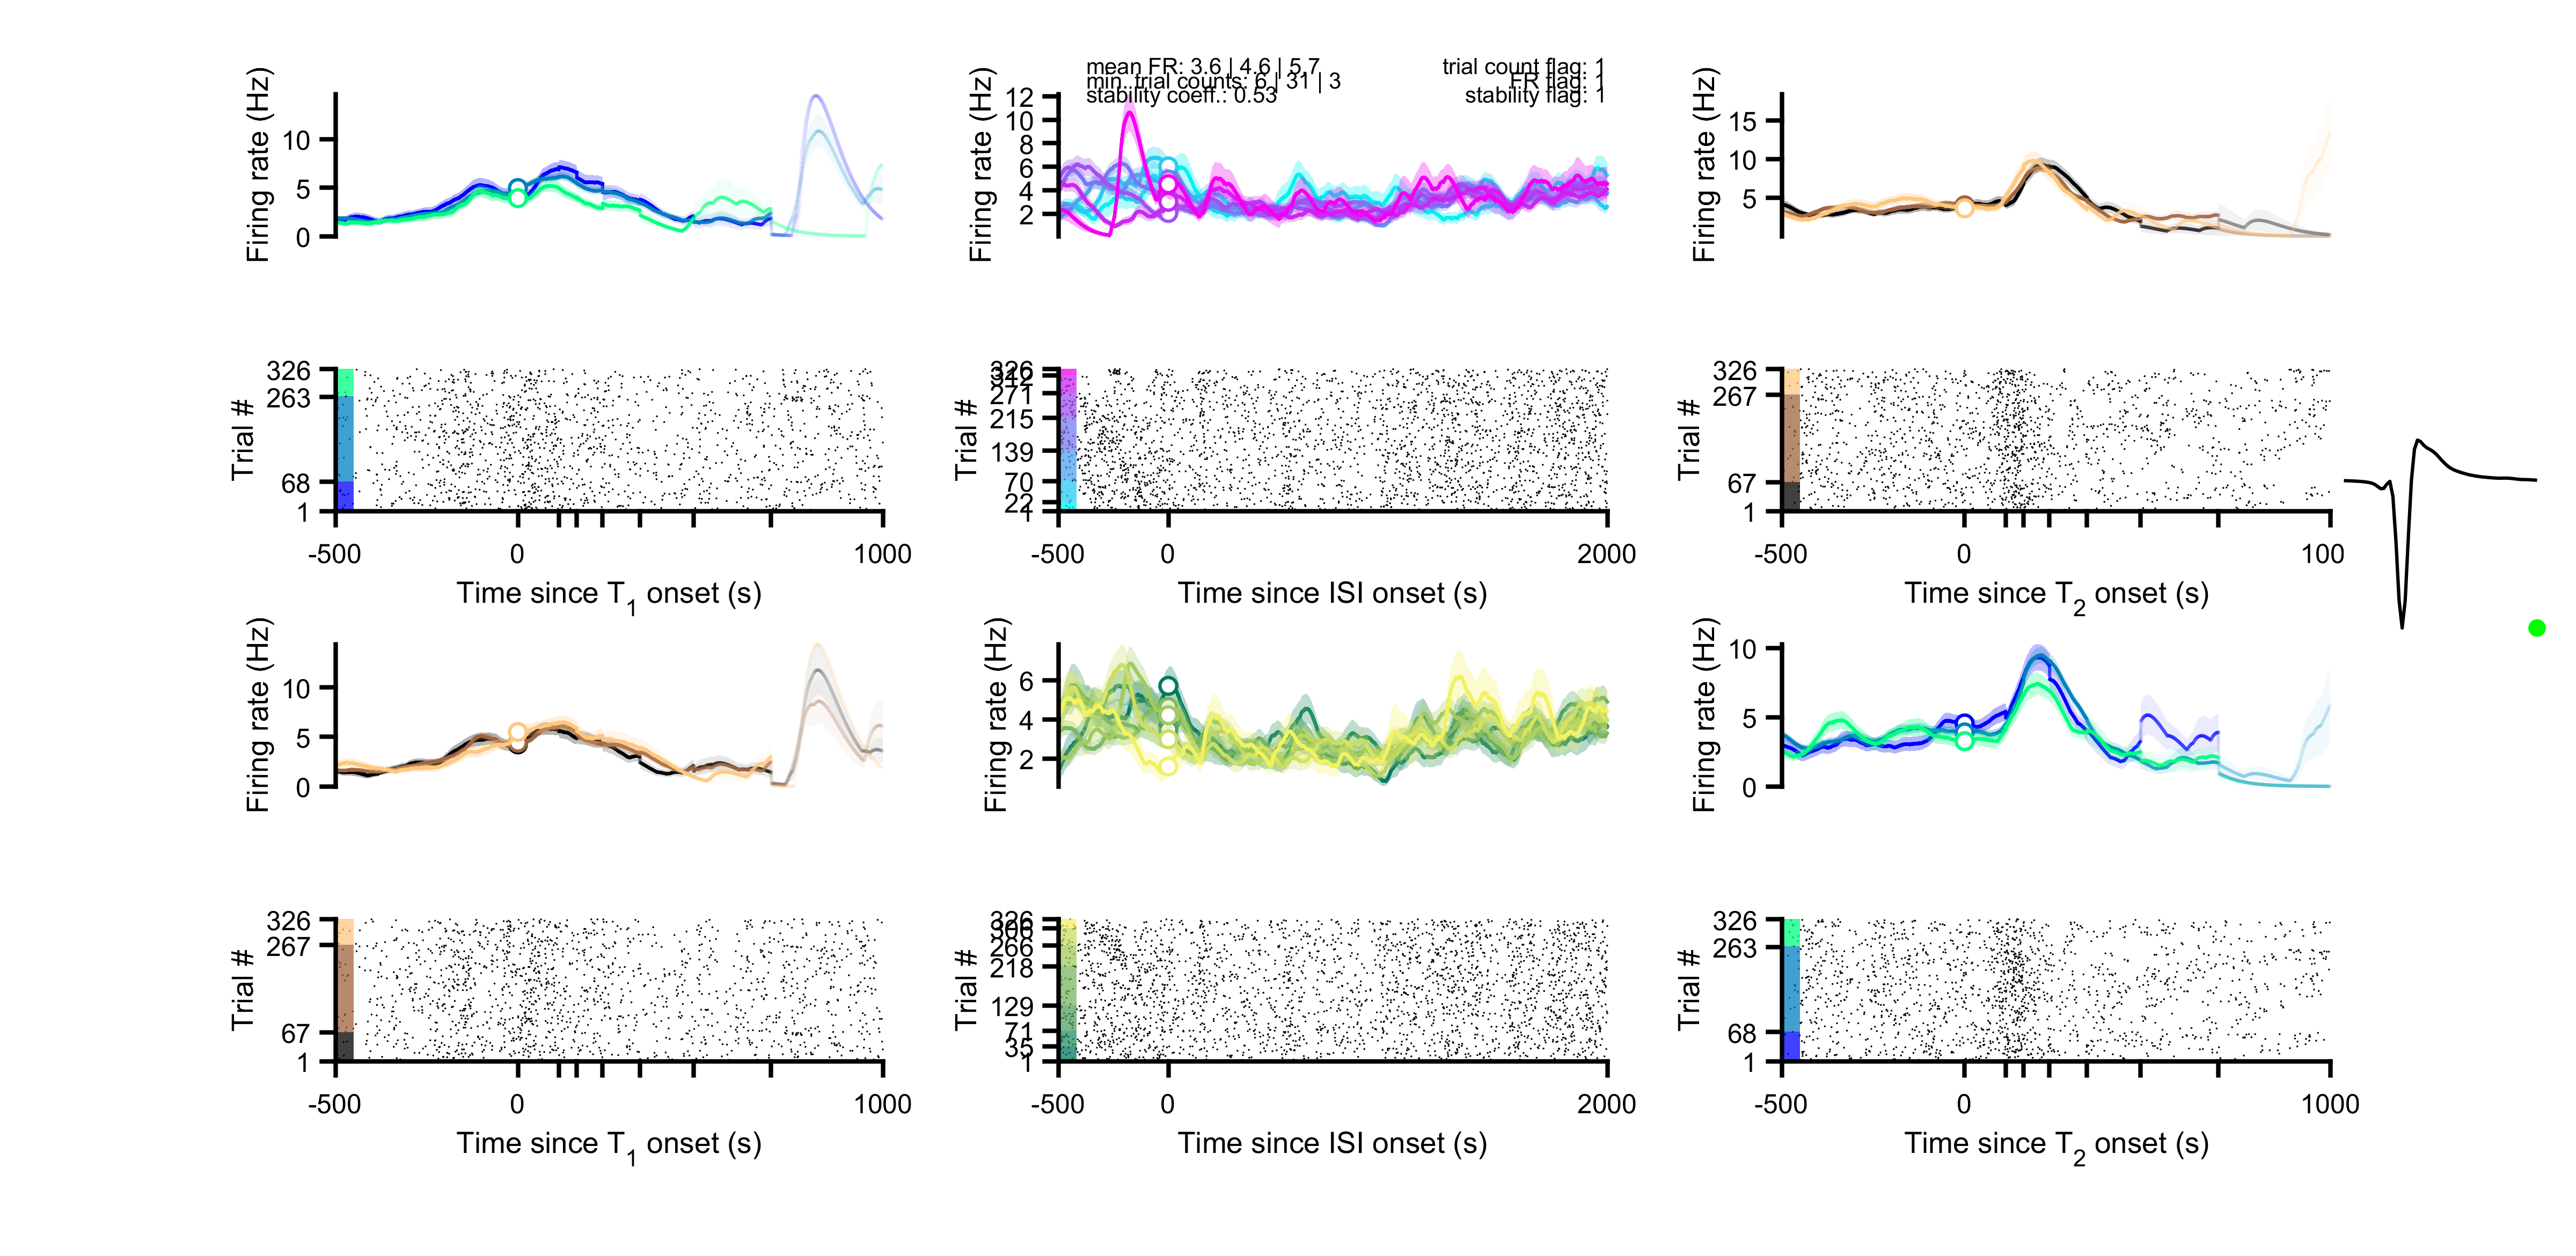 mean FR: 3.6 | 4.6 | 5.7
min. trial counts: 6 | 31 | 3
stability coeff.: 0.53
trial count flag: 1
FR flag: 1
stability flag: 1
Firing rate (Hz)
10
5
0
Firing rate (Hz)
12
10
8
6
4
2
Firing rate (Hz)
15
10
5
Trial #
326
263
68
1
-500
0
1000
Time since T1 onset (s)
Trial #
326
271
215
139
70
22
1
-500
0
2000
Time since ISI onset (s)
Trial #
326
267
67
1
-500
0
100
Time since T2 onset (s)
Firing rate (Hz)
10
5
0
Firing rate (Hz)
6
4
2
Firing rate (Hz)
10
5
0
Trial #
326
267
67
1
-500
0
1000
Time since T1 onset (s)
Trial #
326
266
218
129
71
35
1
-500
0
2000
Time since ISI onset (s)
Trial #
326
263
68
1
-500
0
1000
Time since T2 onset (s)